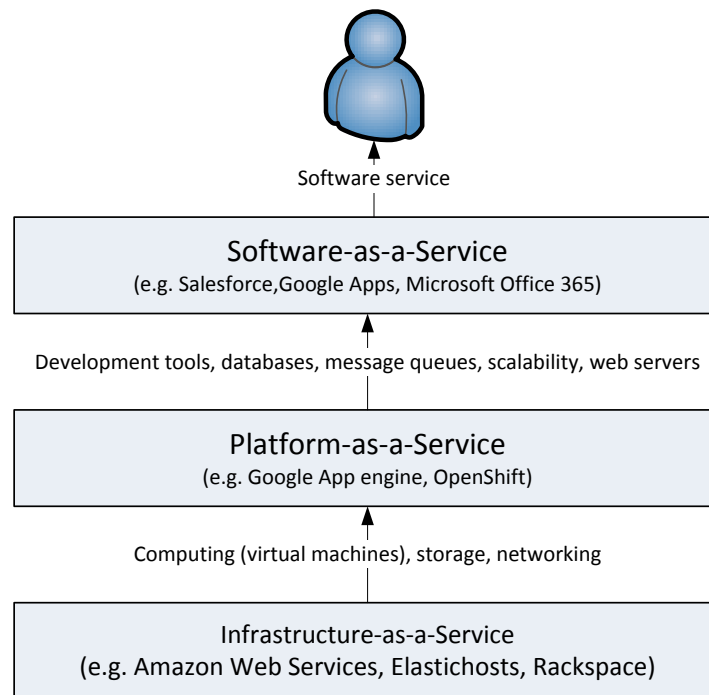 Software service
Software-as-a-Service
(e.g. Salesforce,Google Apps, Microsoft Office 365)
Development tools, databases, message queues, scalability, web servers
Platform-as-a-Service
(e.g. Google App engine, OpenShift)
Computing (virtual machines), storage, networking
Infrastructure-as-a-Service
(e.g. Amazon Web Services, Elastichosts, Rackspace)